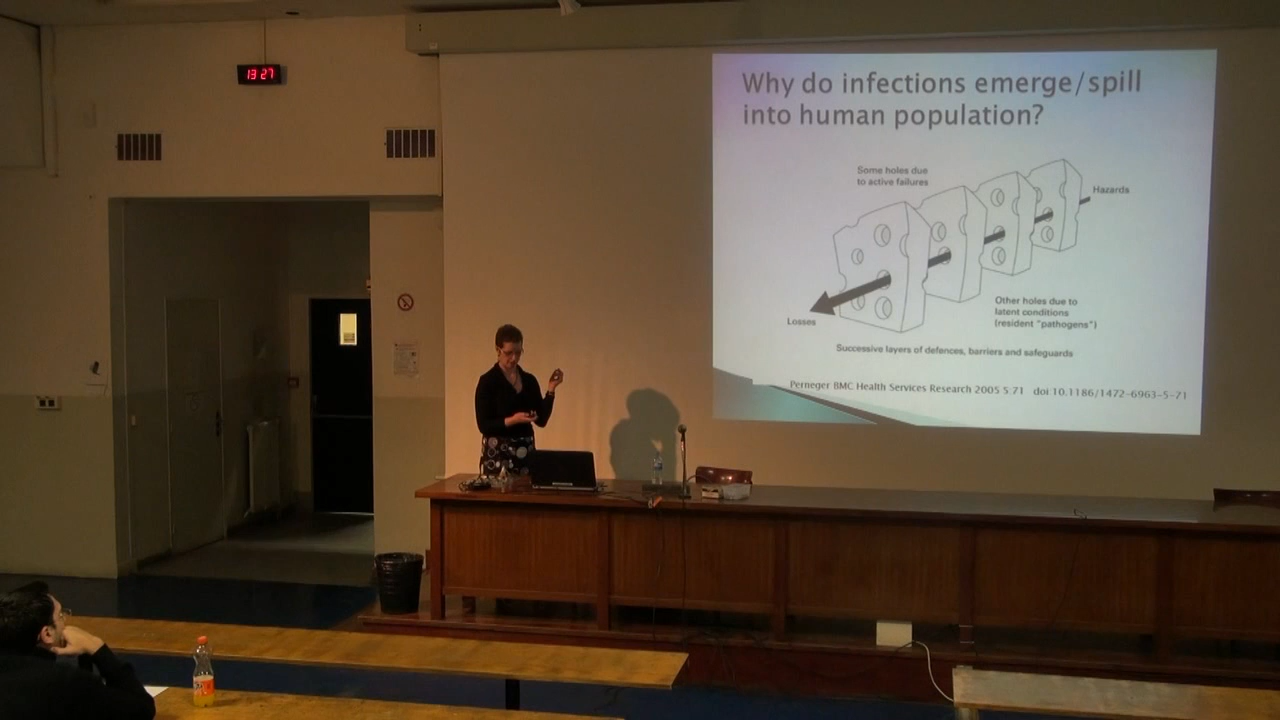 13 27
Why do infections emerge/spill
into human population?
Some holes due
to active failures
Hazards
Losses
Other holes due to
latent conditions
(resident "pathogens")
Successive layers of defences, barriers and safeguards
Perneger BMC Health Services Research 2005 5:71 doi:10.1186/1472-6963-5-71